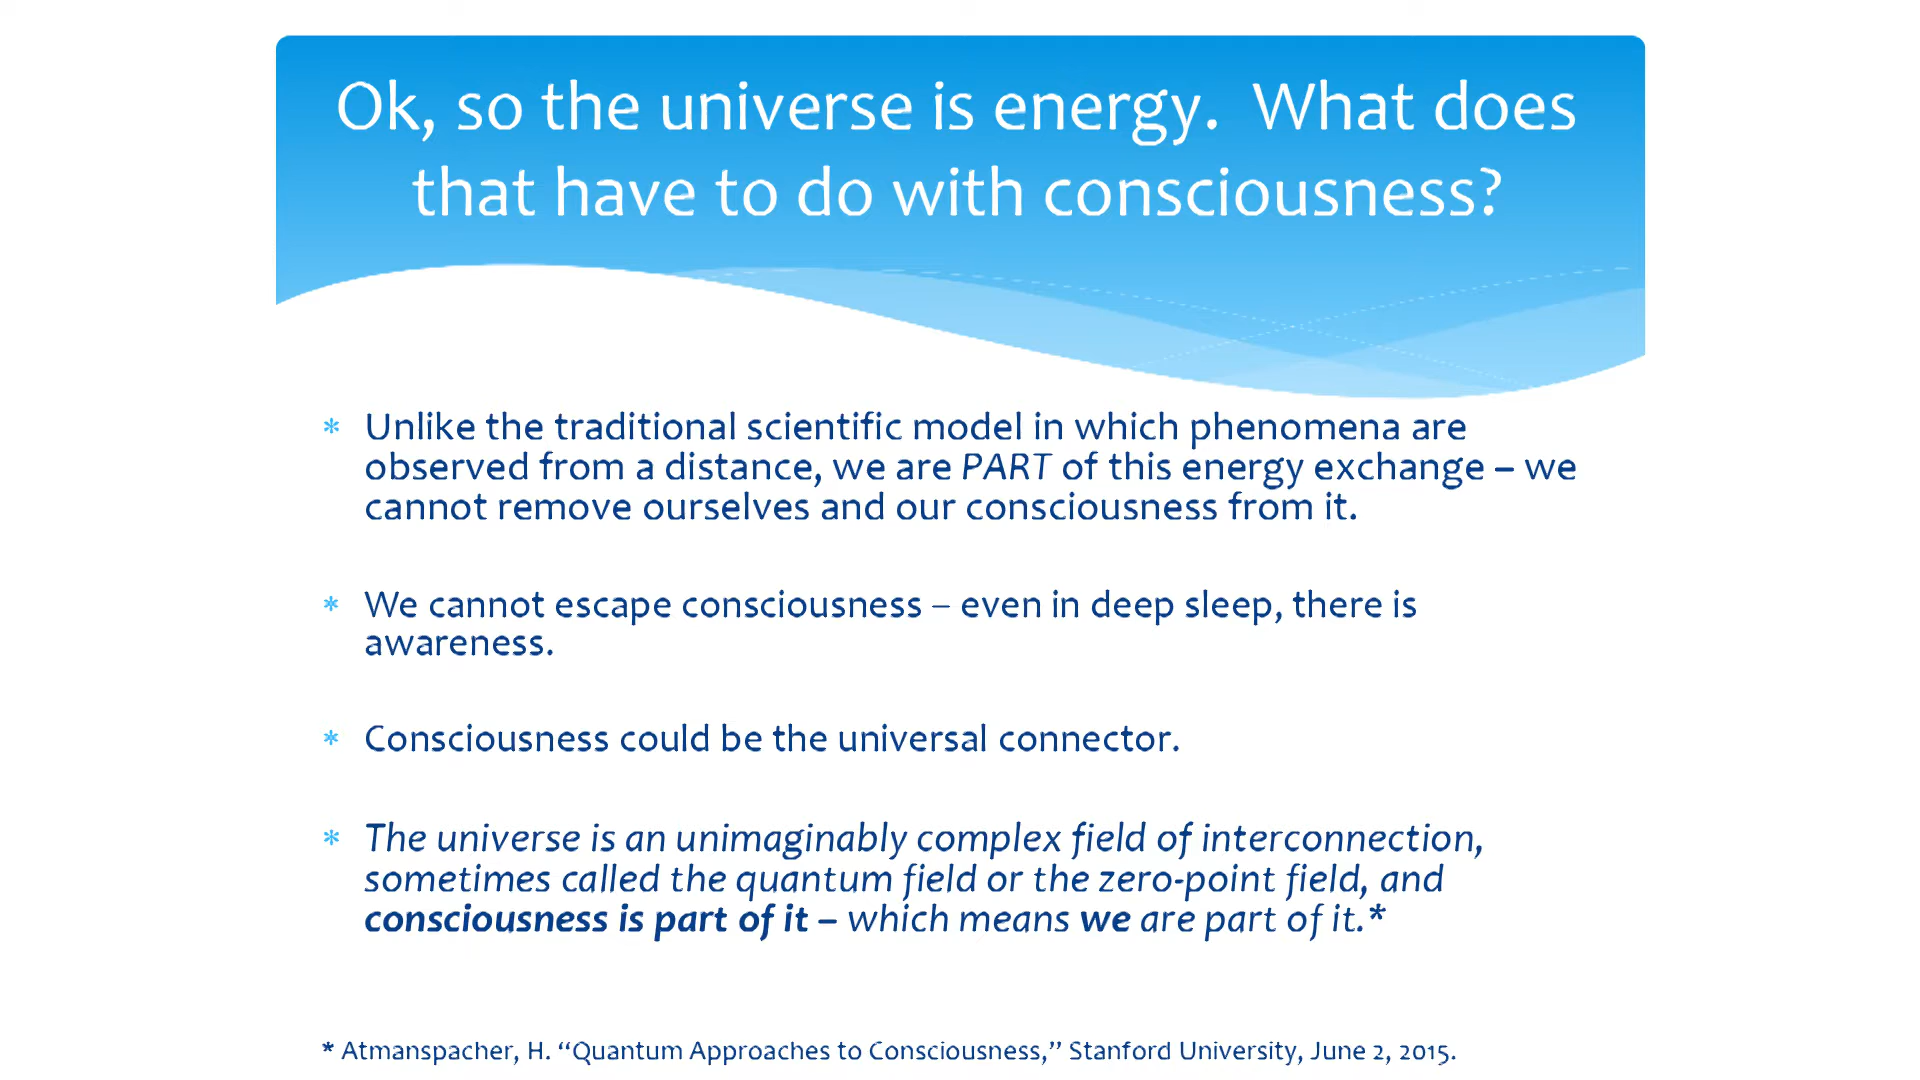 Ok, so the universe is energy.  What does
that have to do with consciousness?
* Unlike the traditional scientific model in which phenomena are
observed from a distance, we are PART of this energy exchange – we
cannot remove ourselves and our consciousness from it.
* We cannot escape consciousness – even in deep sleep, there is
awareness.
* Consciousness could be the universal connector.
* The universe is an unimaginably complex field of interconnection,
sometimes called the quantum field or the zero-point field, and
consciousness is part of it – which means we are part of it.*
* Atmanspacher, H. “Quantum Approaches to Consciousness,” Stanford University, June 2, 2015.